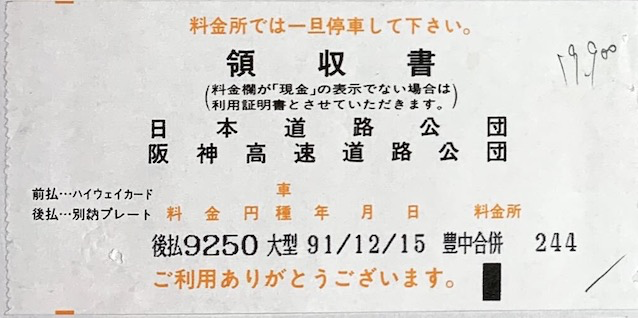 料金所では一旦停車して下さい。
領収書
(料金欄が「現金」の表示でない場合は
利用証明書とさせていただきます。)
日本道路公団
阪神高速道路公団
前払…ハイウェイカード
後払…別納プレート
料金円 車種 年 月 日 料金所
後払9250 大型 91/12/15 豊中合併 244
ご利用ありがとうございます。